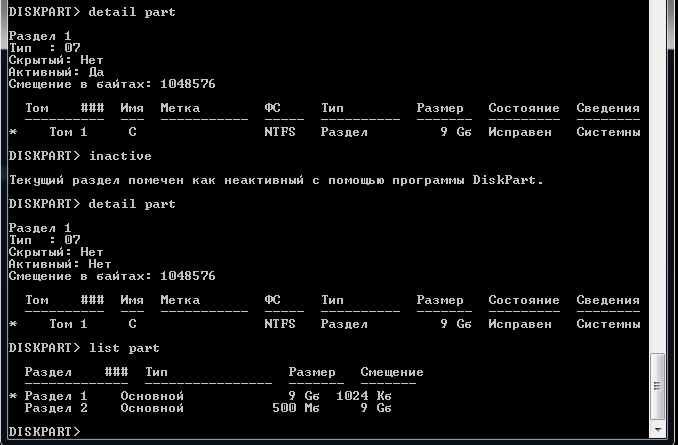 DISKPART> detail part
Раздел 1
Тип  : 07
Скрытый: Нет
Активный: Да
Смещение в байтах: 1048576
  Том    ###  Имя  Метка        ФС     Тип         Размер   Состояние  Сведения
  ----------  ---  -----------  -----  ----------  -------  ---------  --------
*    Том 1     C                NTFS   Раздел         9 Gб  Исправен   Системны
DISKPART> inactive
Текущий раздел помечен как неактивный с помощью программы DiskPart.
DISKPART> detail part
Раздел 1
Тип  : 07
Скрытый: Нет
Активный: Нет
Смещение в байтах: 1048576
  Том    ###  Имя  Метка        ФС     Тип         Размер   Состояние  Сведения
  ----------  ---  -----------  -----  ----------  -------  ---------  --------
*    Том 1     C                NTFS   Раздел         9 Gб  Исправен   Системны
DISKPART> list part
  Раздел    ###  Тип               Размер   Смещение
  -------------  ----------------  -------  -------
* Раздел 1    Основной             9 Gб  1024 Kб
  Раздел 2    Основной           500 Mб     9 Gб
DISKPART>